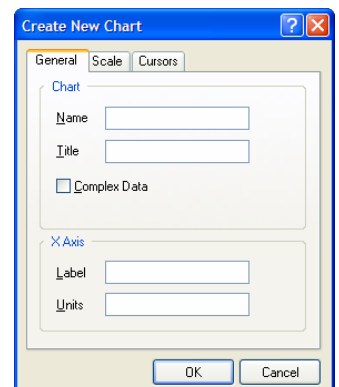 Create New Chart
General Scale Cursors
Chart
Name
Title
Complex Data
X Axis
Label
Units
OK Cancel